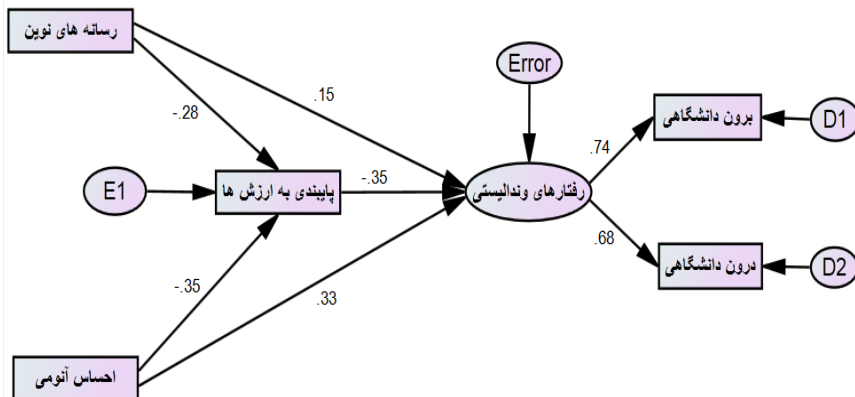 رسانه های نوین
Error
.15
-.28
برون دانشگاهی
D1
.74
E1
پایبندی به ارزش ها
-.35
رفتارهای وندالیستی
.68
درون دانشگاهی
D2
-.35
.33
احساس آنومی